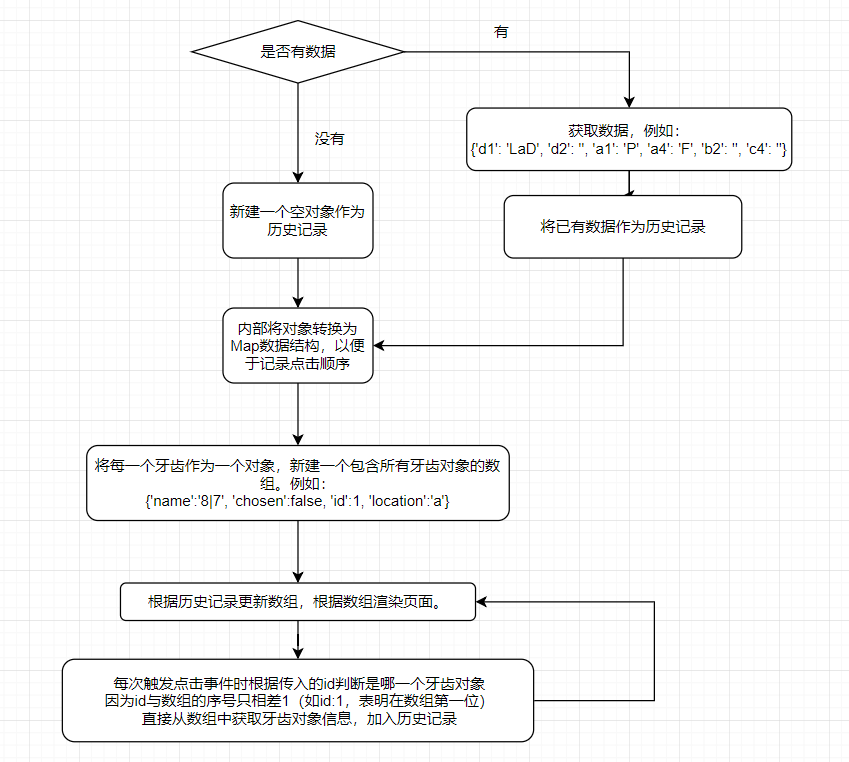 是否有数据
有
没有
获取数据，例如：
{'d1': 'LaD', 'd2': '', 'a1': 'P', 'a4': 'F', 'b2': '', 'c4': ''}
新建一个空对象作为
历史记录
将已有数据作为历史记录
内部将对象转换为
Map数据结构，以便
于记录点击顺序
将每一个牙齿作为一个对象，新建一个包含所有牙齿对象的数
组。例如：
{'name':'8|7', 'chosen':false, 'id':1, 'location':'a'}
根据历史记录更新数组，根据数组渲染页面。
每次触发点击事件时根据传入的id判断是哪一个牙齿对象
因为id与数组的序号只相差1（如id:1，表明在数组第一位）
直接从数组中获取牙齿对象信息，加入历史记录